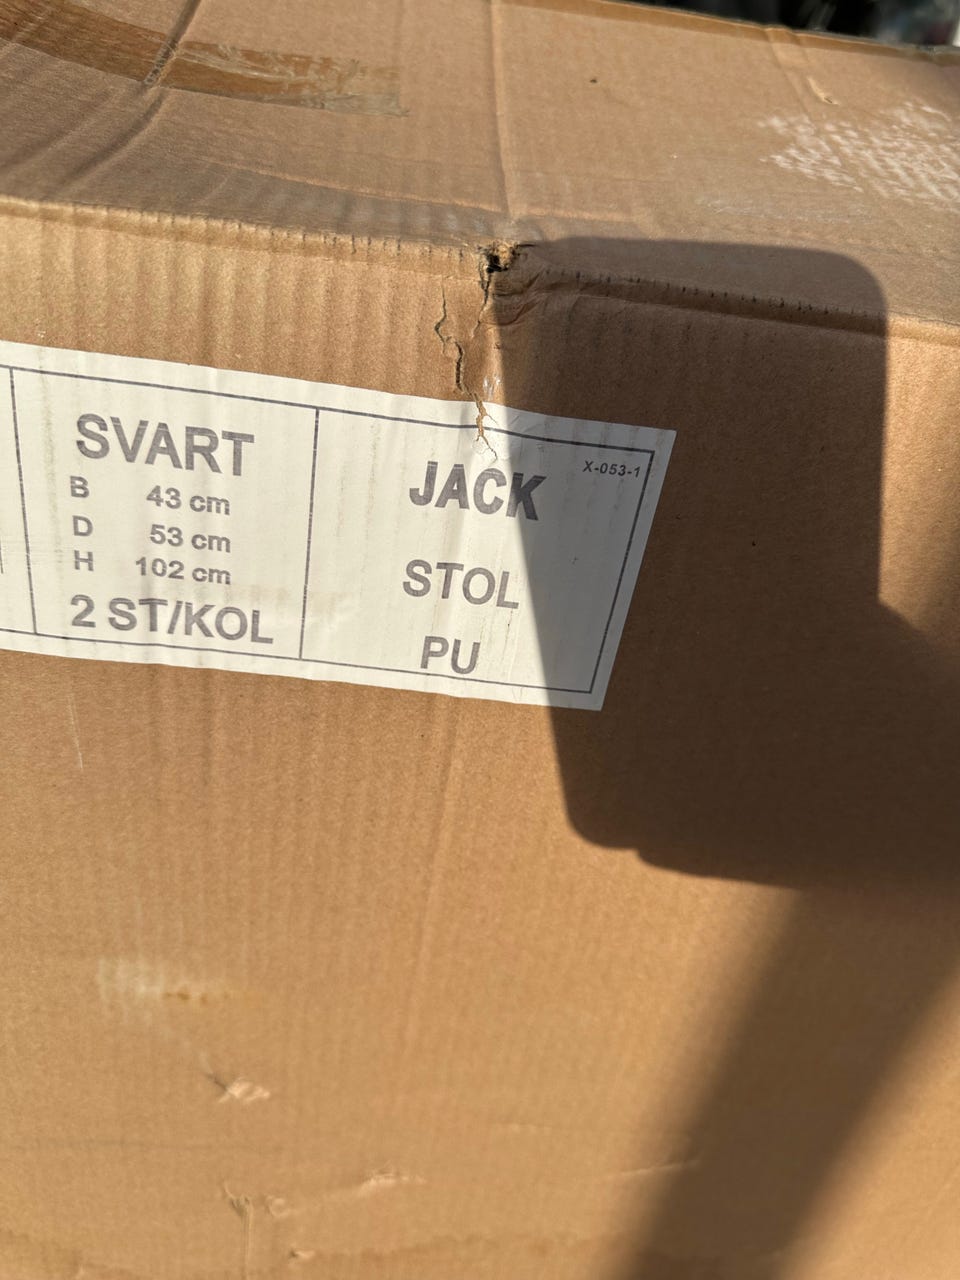 SVART
B 43 cm
D 53 cm
H 102 cm
2 ST/KOL
X-053-1
JACK
STOL
PU